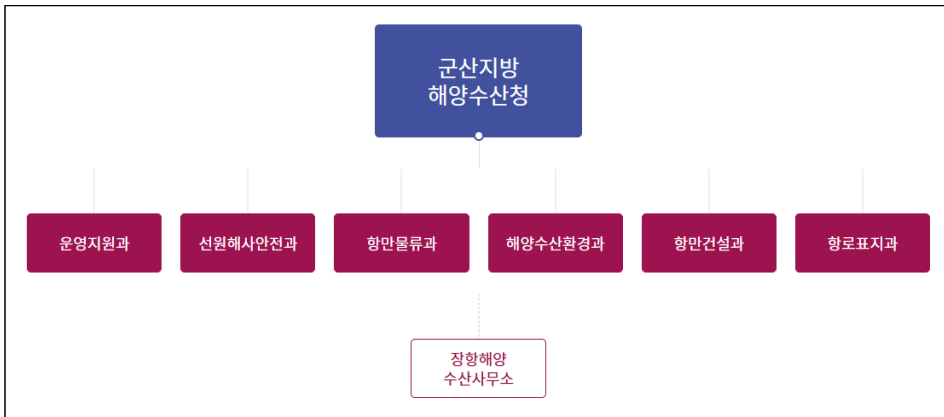 군산지방
해양수산청
운영지원과
선원해사안전과
항만물류과
해양수산환경과
항만건설과
항로표지과
장항해양
수산사무소